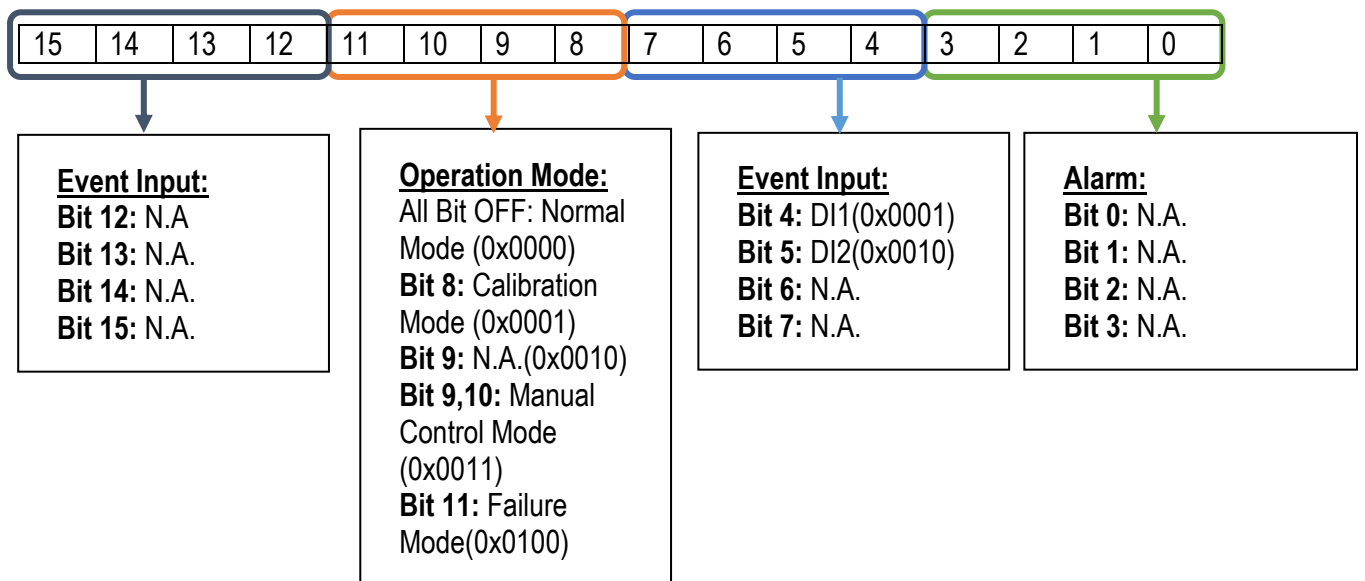 15 14 13 12 11 10 9 8 7 6 5 4 3 2 1 0
Event Input:
Bit 12: N.A
Bit 13: N.A.
Bit 14: N.A.
Bit 15: N.A.
Operation Mode:
All Bit OFF: Normal
Mode (0x0000)
Bit 8: Calibration
Mode (0x0001)
Bit 9: N.A.(0x0010)
Bit 9,10: Manual
Control Mode
(0x0011)
Bit 11: Failure
Mode(0x0100)
Event Input:
Bit 4: DI1(0x0001)
Bit 5: DI2(0x0010)
Bit 6: N.A.
Bit 7: N.A.
Alarm:
Bit 0: N.A.
Bit 1: N.A.
Bit 2: N.A.
Bit 3: N.A.